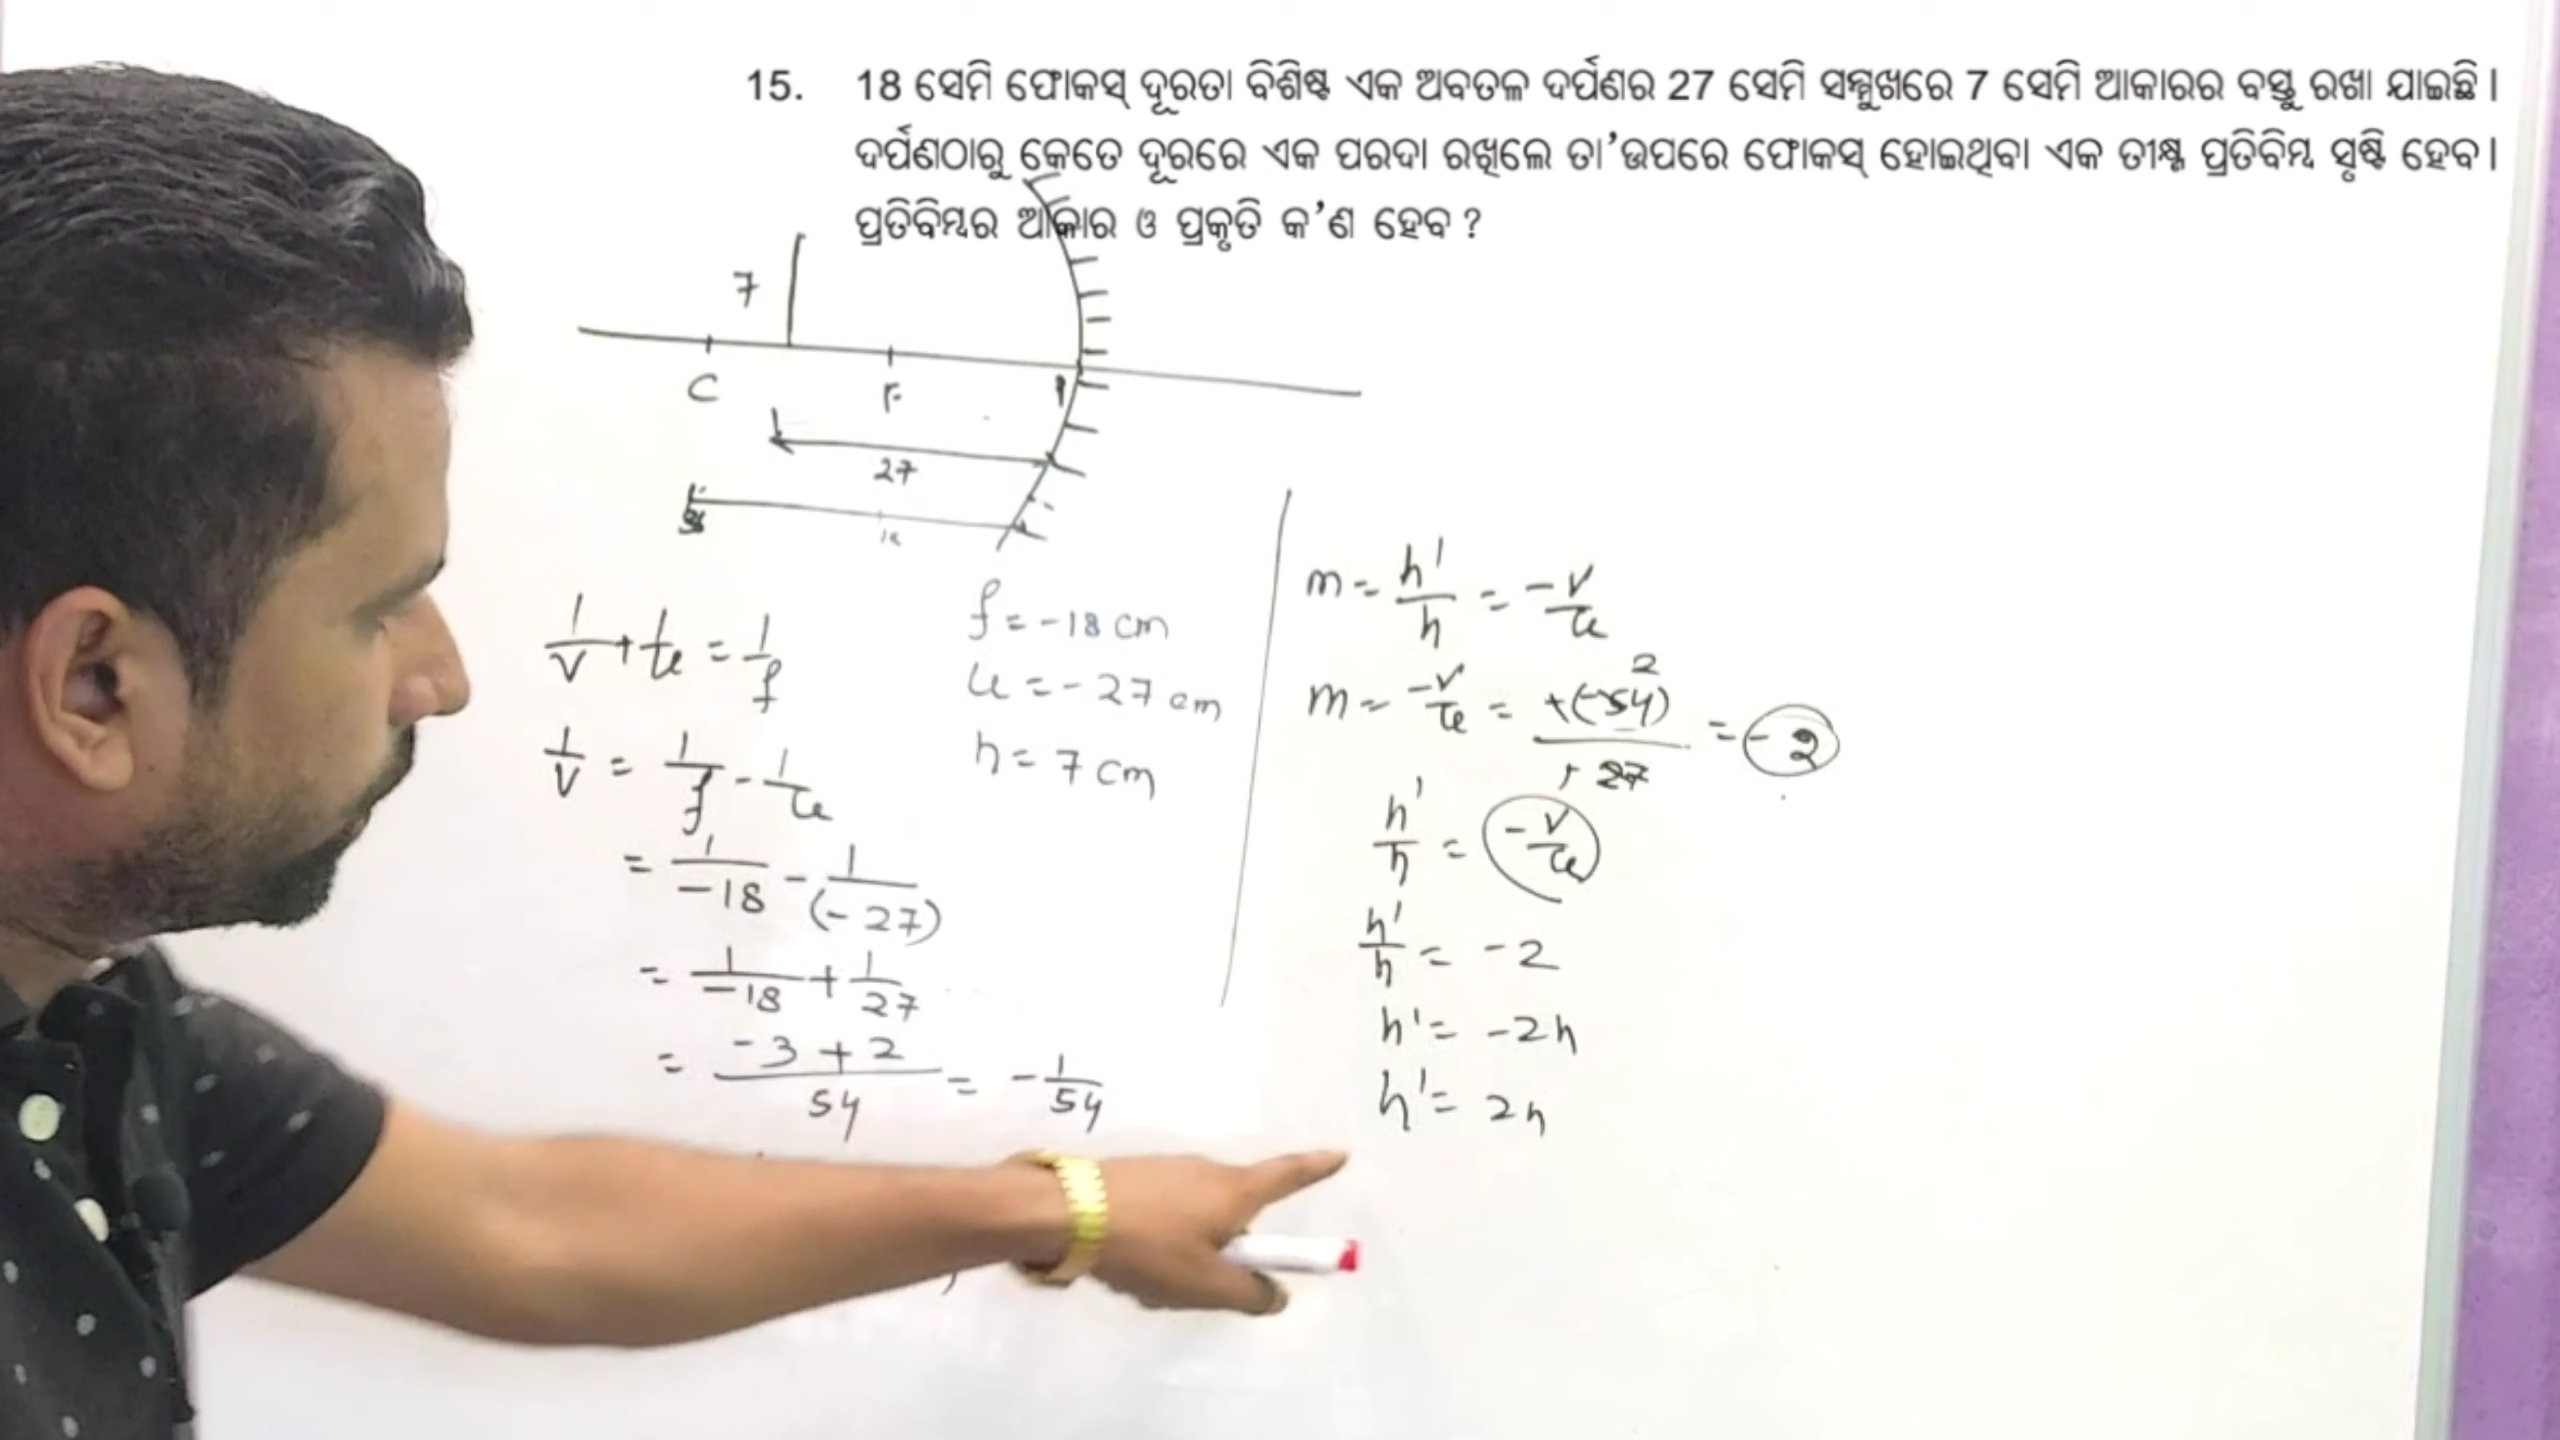 15. 18 ସେମି ଫୋକସ୍ ଦୂରତା ବିଶିଷ୍ଟ ଏକ ଅବତଳ ଦର୍ପଣର 27 ସେମି ସମ୍ମୁଖରେ 7 ସେମି ଆକାରର ବସ୍ତୁ ରଖା ଯାଇଛି।
ଦର୍ପଣଠାରୁ କେତେ ଦୂରରେ ଏକ ପରଦା ରଖିଲେ ତା'ଉପରେ ଫୋକସ୍ ହୋଇଥିବା ଏକ ତୀକ୍ଷ୍ଣ ପ୍ରତିବିମ୍ବ ସୃଷ୍ଟି ହେବ।
ପ୍ରତିବିମ୍ବର ଆକାର ଓ ପ୍ରକୃତି କ'ଣ ହେବ?
7
C F
27
1/v + 1/u = 1/f
1/v = 1/f - 1/u
= 1/-18 - 1/(-27)
= 1/-18 + 1/27
= -3 + 2/54 = -1/54
f = -18 cm
u = -27 cm
h = 7 cm
m = h'/h = -v/u
m = -v/u = +(-54)/+27 = -2
2
h'/h = -v/u
h'/h = -2
h' = -2h
h' = 2h